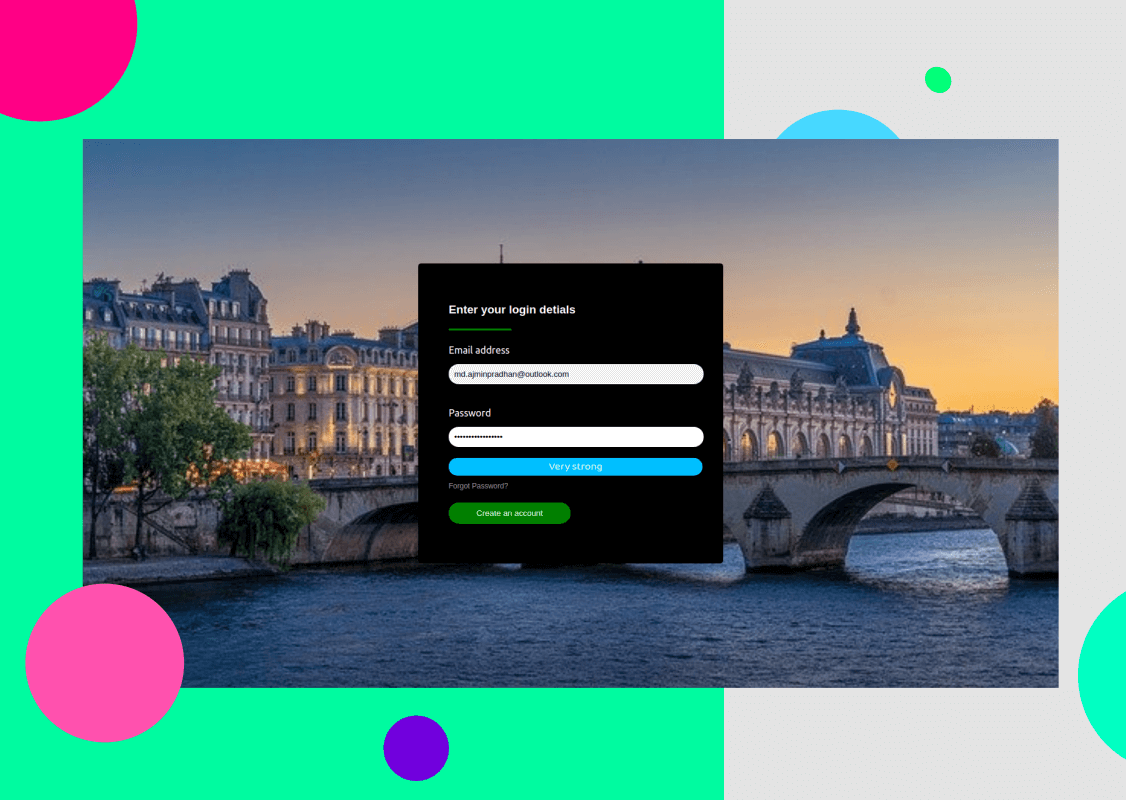 Enter your login detials
Email address
md.ajminpradhan@outlook.com
Password
Very strong
Forgot Password?
Create an account